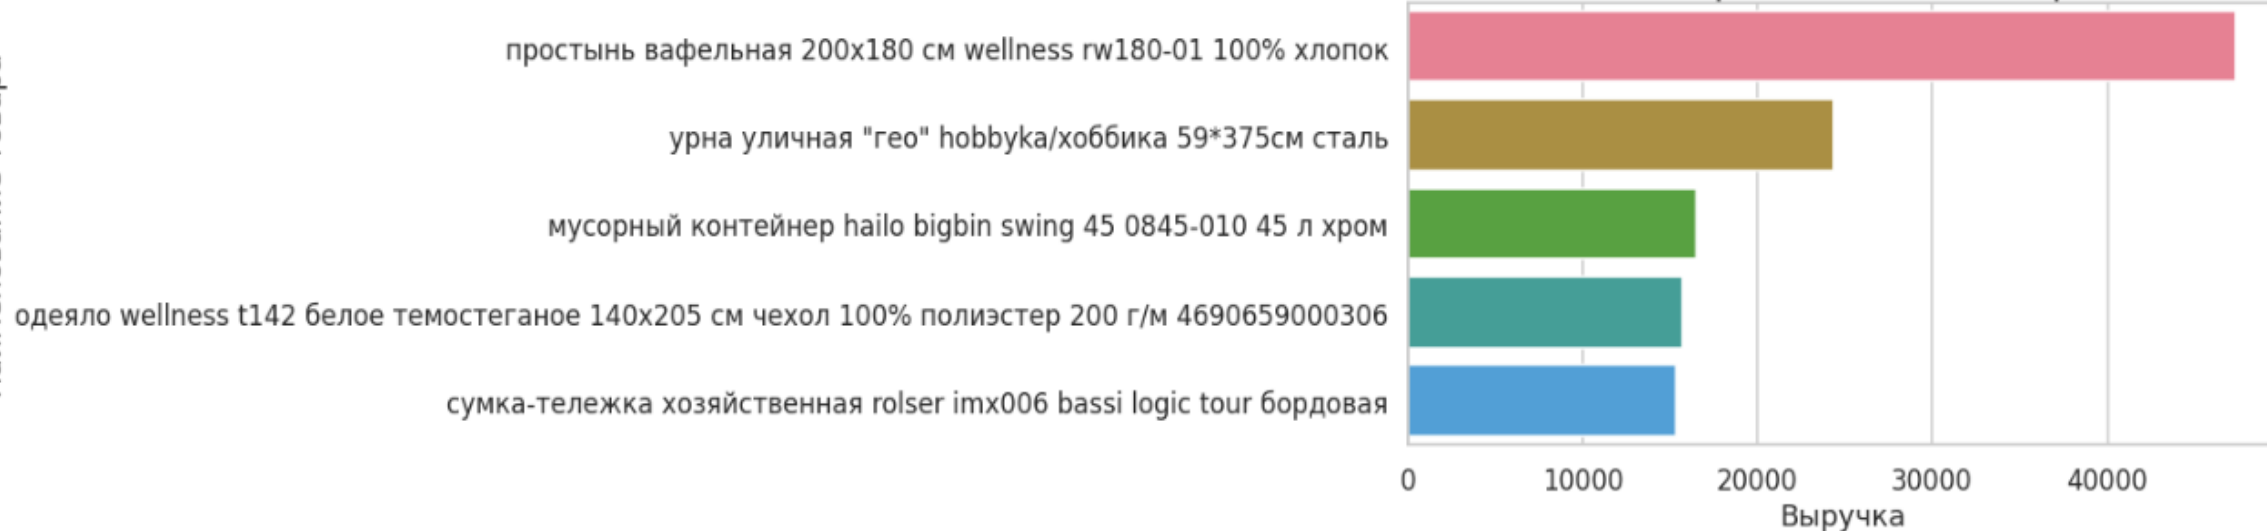 простынь вафельная 200х180 см wellness rw180-01 100% хлопок
урна уличная "гео" hobbyka/хоббика 59*375см сталь
мусорный контейнер hailo bigbin swing 45 0845-010 45 л хром
одеяло wellness t142 белое темостеганое 140х205 см чехол 100% полиэстер 200 г/м 4690659000306
сумка-тележка хозяйственная rolser imx006 bassi logic tour бордовая
0 10000 20000 30000 40000
Выручка